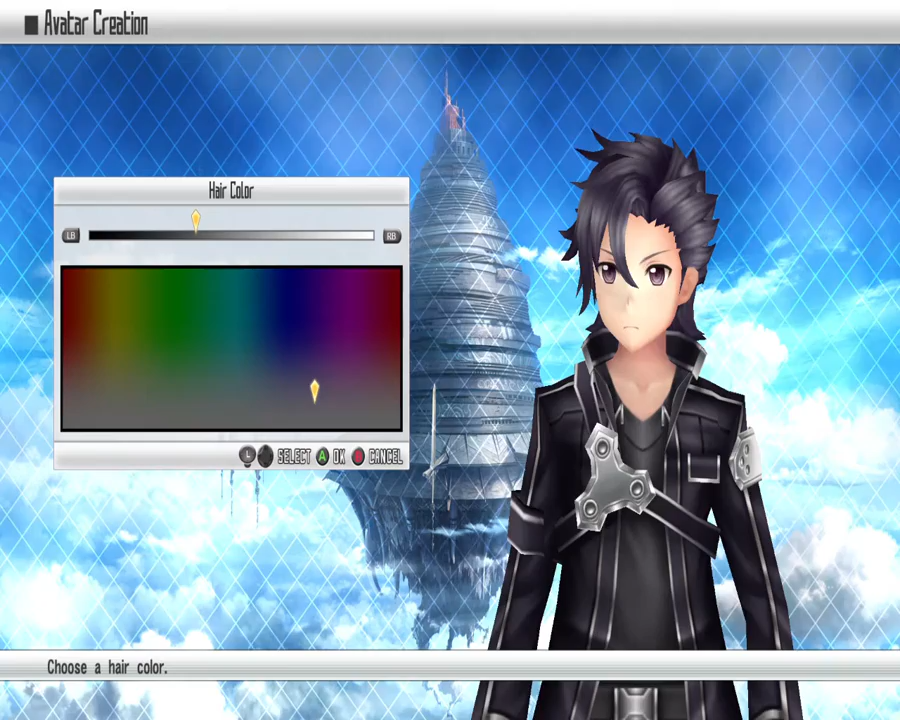 Avatar Creation
Hair Color
LB RB
L SELECT A OK B CANCEL
Choose a hair color.